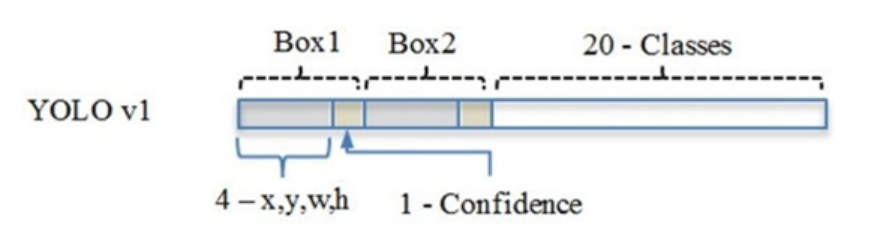 Box1 Box2 20 - Classes
YOLO v1
4 – x,y,w,h 1 - Confidence